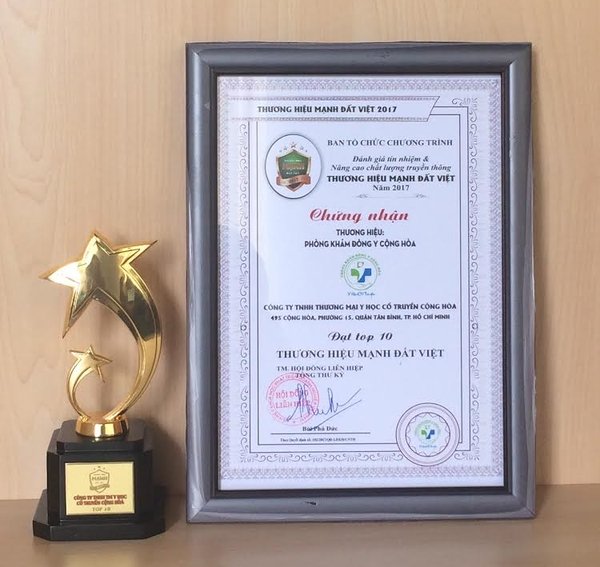 THƯƠNG HIỆU MẠNH ĐẤT VIỆT 2017
BAN TỔ CHỨC CHƯƠNG TRÌNH
Đánh giá tín nhiệm &
Nâng cao chất lượng truyền thông
THƯƠNG HIỆU MẠNH ĐẤT VIỆT
Năm 2017
Chứng nhận
THƯƠNG HIỆU:
PHÒNG KHÁM ĐÔNG Y CỘNG HÒA
CÔNG TY TNHH THƯƠNG MẠI Y HỌC CỔ TRUYỀN CỘNG HÒA
495 CỘNG HÒA, PHƯỜNG 15, QUẬN TÂN BÌNH, TP. HỒ CHÍ MINH
Đạt top 10
THƯƠNG HIỆU MẠNH ĐẤT VIỆT
TM. HỘI ĐỒNG LIÊN HIỆP
TỔNG THƯ KÝ
HỘI ĐỒNG
LIÊN HIỆP
Bùi Phú Đức
MẠNH
CÔNG TY TNHH TM Y HỌC
CỔ TRUYỀN CỘNG HÒA
TOP 10